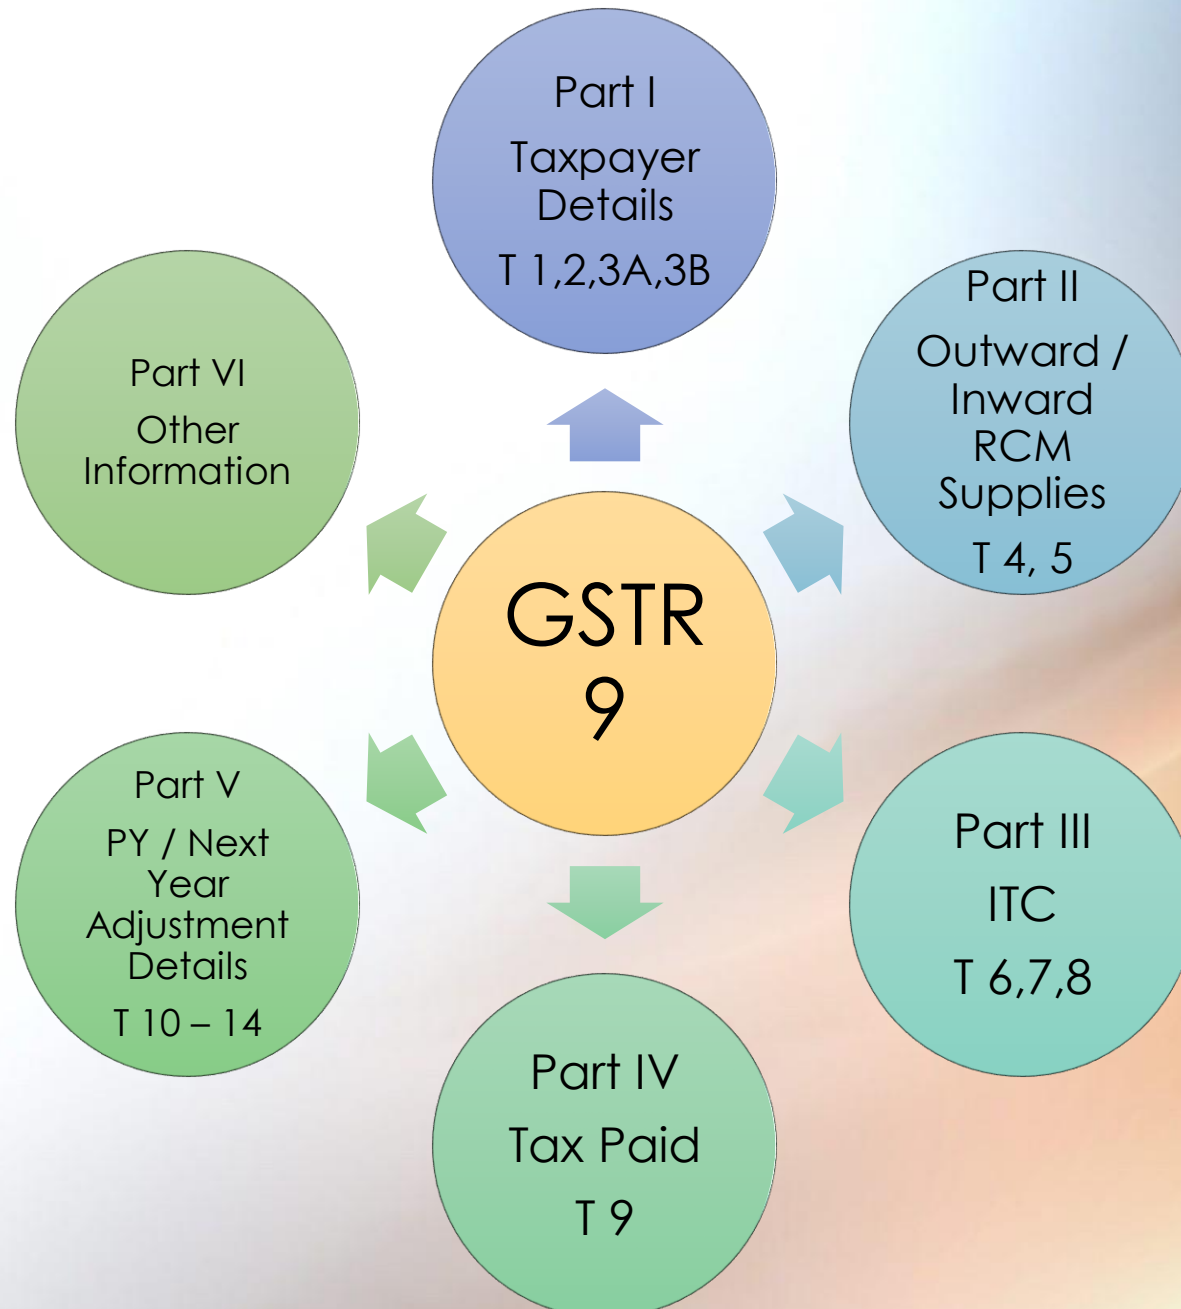 Part I
Taxpayer
Details
T 1,2,3A,3B
Part II
Outward /
Inward
RCM
Supplies
T 4, 5
Part III
ITC
T 6,7,8
Part IV
Tax Paid
T 9
Part V
PY / Next
Year
Adjustment
Details
T 10 – 14
Part VI
Other
Information
GSTR
9